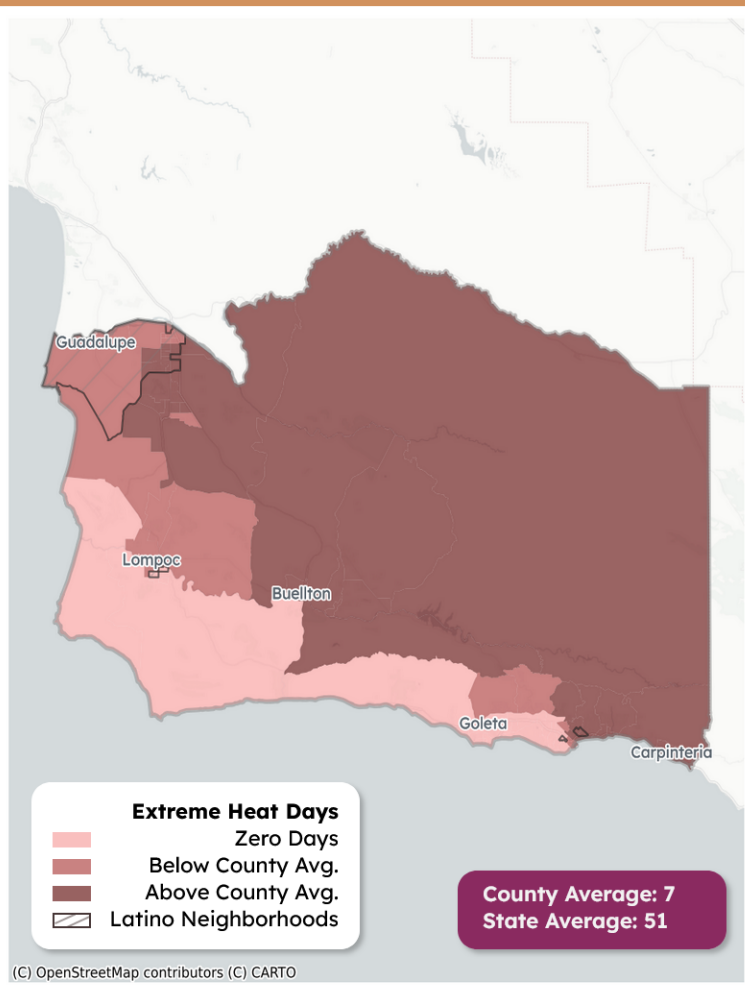 Guadalupe
Lompoc
Buellton
Goleta
Carpinteria
Extreme Heat Days
Zero Days
Below County Avg.
Above County Avg.
Latino Neighborhoods
County Average: 7
State Average: 51
(C) OpenStreetMap contributors (C) CARTO